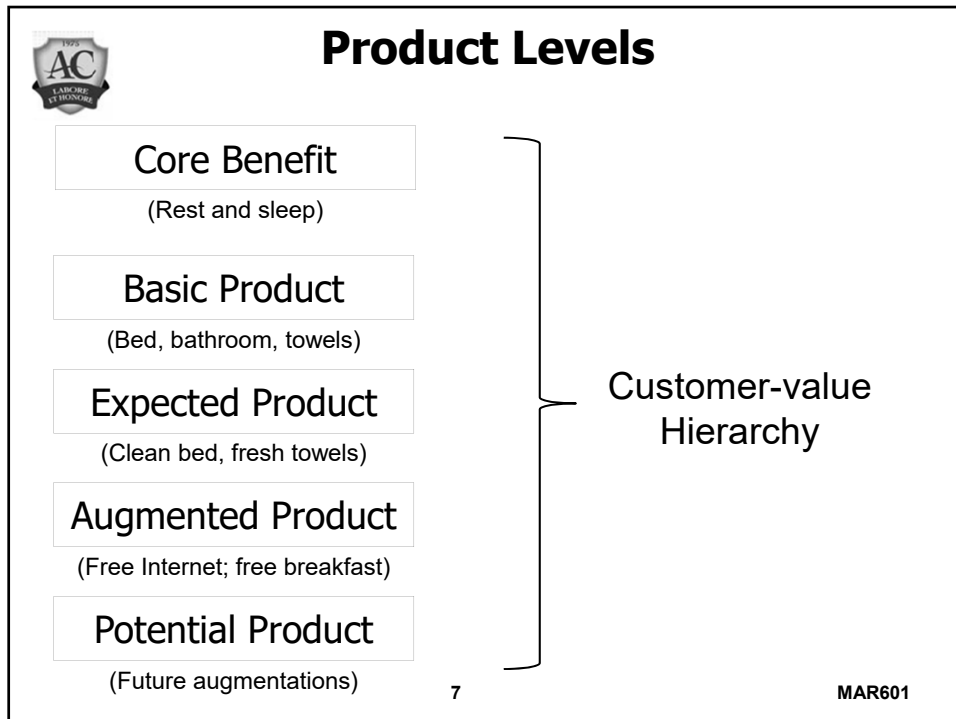 Product Levels
1975
AC
LABORE
ET HONORE
Core Benefit
(Rest and sleep)
Basic Product
(Bed, bathroom, towels)
Expected Product
(Clean bed, fresh towels)
Augmented Product
(Free Internet; free breakfast)
Potential Product
(Future augmentations)
Customer-value
Hierarchy
7
MAR601